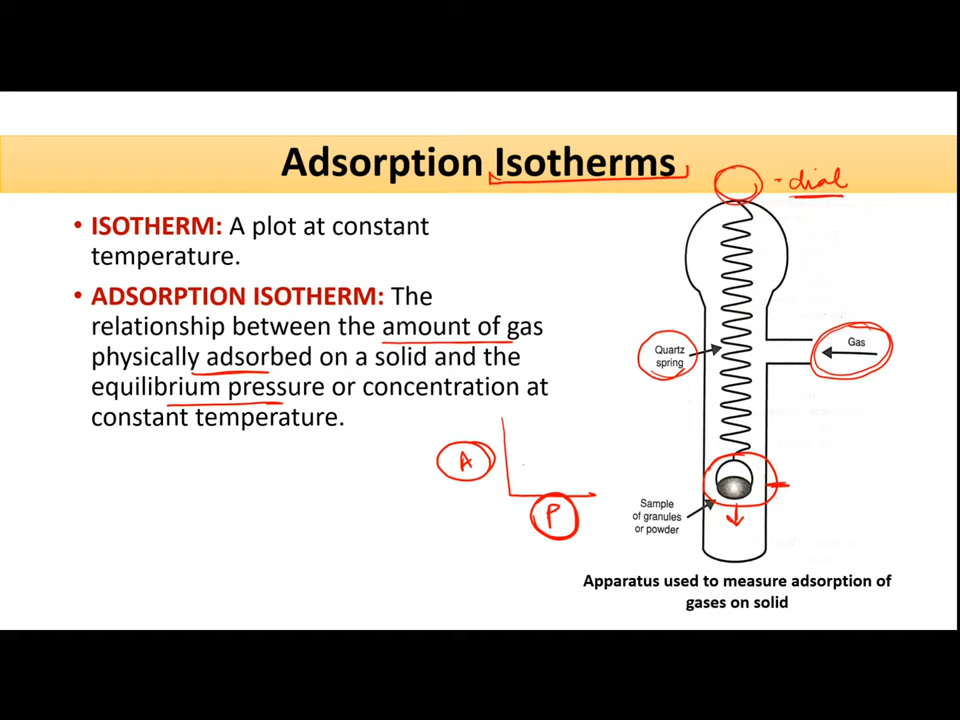 Adsorption Isotherms
dial
• ISOTHERM: A plot at constant
temperature.
• ADSORPTION ISOTHERM: The
relationship between the amount of gas
physically adsorbed on a solid and the
equilibrium pressure or concentration at
constant temperature.
A
P
Quartz
spring
Gas
Sample
of granules
or powder
Apparatus used to measure adsorption of
gases on solid